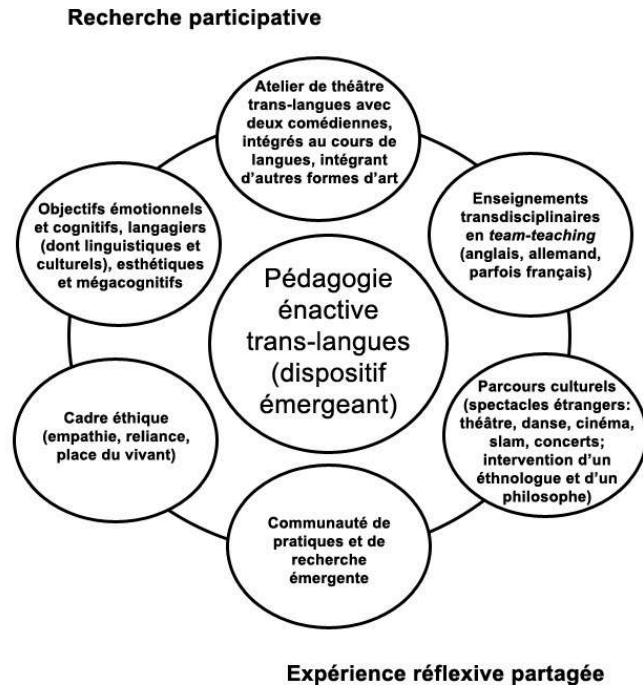 Recherche participative
Atelier de théâtre
trans-langues avec
deux comédiennes,
intégrés au cours de
langues, intégrant
d'autres formes d'art
Enseignements
transdisciplinaires
en team-teaching
(anglais, allemand,
parfois français)
Parcours culturels
(spectacles étrangers:
théâtre, danse, cinéma,
slam, concerts;
intervention d'un
éthnologue et d'un
philosophe)
Communauté de
pratiques et de
recherche
émergente
Cadre éthique
(empathie, reliance,
place du vivant)
Objectifs émotionnels
et cognitifs, langagiers
(dont linguistiques et
culturels), esthétiques
et mégacognitifs
Pédagogie
énactive
trans-langues
(dispositif
émergeant)
Expérience réflexive partagée